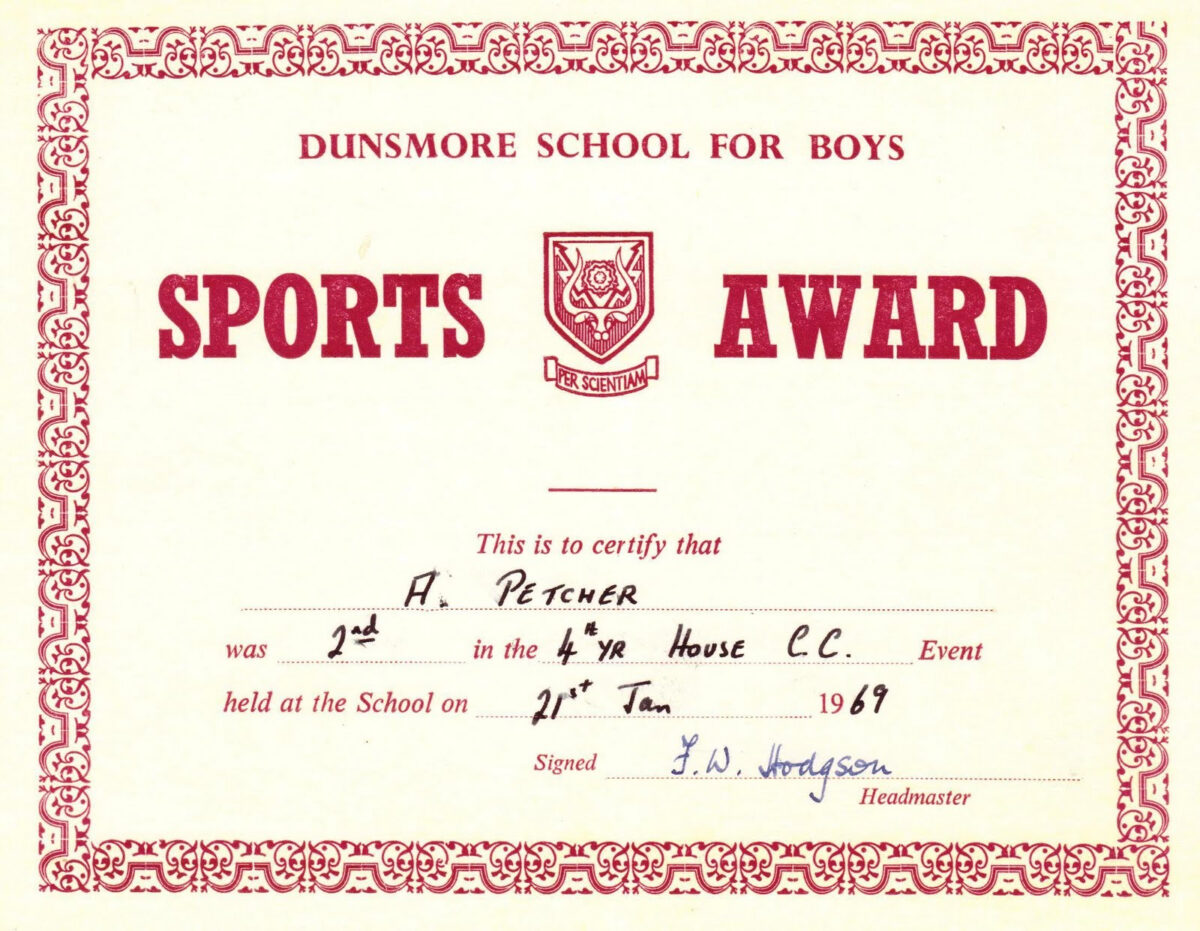 DUNSMORE SCHOOL FOR BOYS
SPORTS AWARD
PER SCIENTIAM
This is to certify that
A. PETCHER
was 2nd in the 4th YR HOUSE C.C. Event
held at the School on 21st Jan 1969
Signed F.W. Hodgson
Headmaster